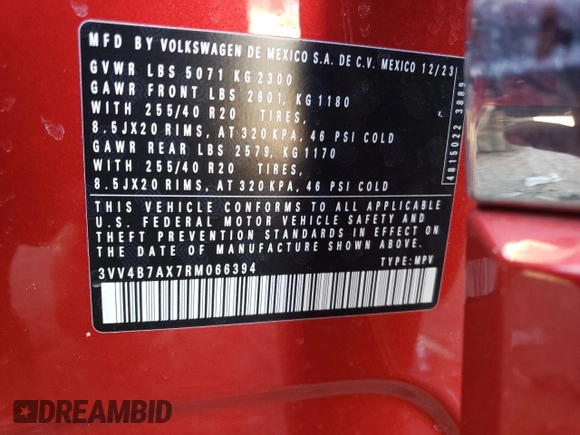 MFD BY VOLKSWAGEN DE MEXICO S.A. DE C.V. MEXICO 12/23
GVWR LBS 5071 KG 2300
GAWR FRONT LBS 2601, KG 1180
WITH 255/40 R20 TIRES,
8.5JX20 RIMS, AT 320 KPA, 46 PSI COLD
GAWR REAR LBS 2579, KG 1170
WITH 255/40 R20 TIRES,
8.5JX20 RIMS, AT 320 KPA, 46 PSI COLD
THIS VEHICLE CONFORMS TO ALL APPLICABLE
U.S. FEDERAL MOTOR VEHICLE SAFETY AND
THEFT PREVENTION STANDARDS IN EFFECT ON
THE DATE OF MANUFACTURE SHOWN ABOVE.
3VV4B7AX7RM066394 TYPE: MPV
4815022 3889
DREAMBID